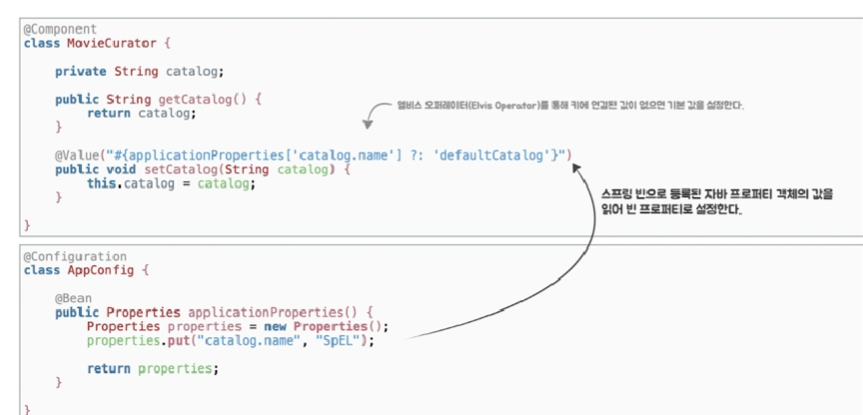 @Component
class MovieCurator {
private String catalog;
public String getCatalog() {
return catalog;
}
엘비스 오퍼레이터(Elvis Operator)를 통해 키에 연결된 값이 없으면 기본 값을 설정한다.
@Value("#{applicationProperties['catalog.name'] ?: 'defaultCatalog'}")
public void setCatalog(String catalog) {
this.catalog = catalog;
}
스프링 빈으로 등록된 자바 프로퍼티 객체의 값을
읽어 빈 프로퍼티로 설정한다.
}
@Configuration
class AppConfig {
@Bean
public Properties applicationProperties() {
Properties properties = new Properties();
properties.put("catalog.name", "SpEL");
return properties;
}
}